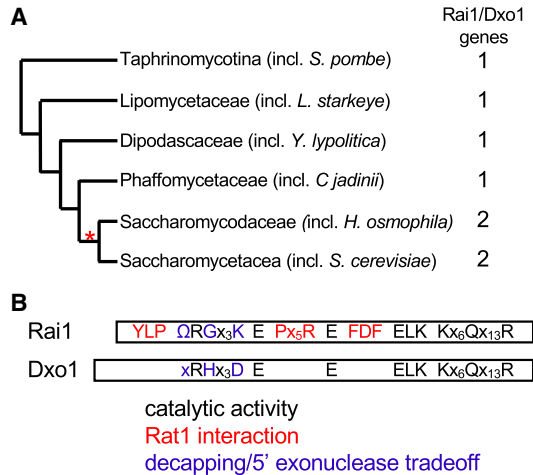 A
Rai1/Dxo1
genes
Taphrinomycotina (incl. S. pombe) 1
Lipomycetaceae (incl. L. starkeye) 1
Dipodascaceae (incl. Y. lypolitica) 1
Phaffomycetaceae (incl. C jadinii) 1
*
Saccharomycodaceae (incl. H. osmophila) 2
Saccharomycetacea (incl. S. cerevisiae) 2
B
Rai1 YLP ΩRGx₃K E Px₅R E FDF ELK Kx₆Qx₁₃R
Dxo1 xRHx₃D E E ELK Kx₆Qx₁₃R
catalytic activity
Rat1 interaction
decapping/5' exonuclease tradeoff